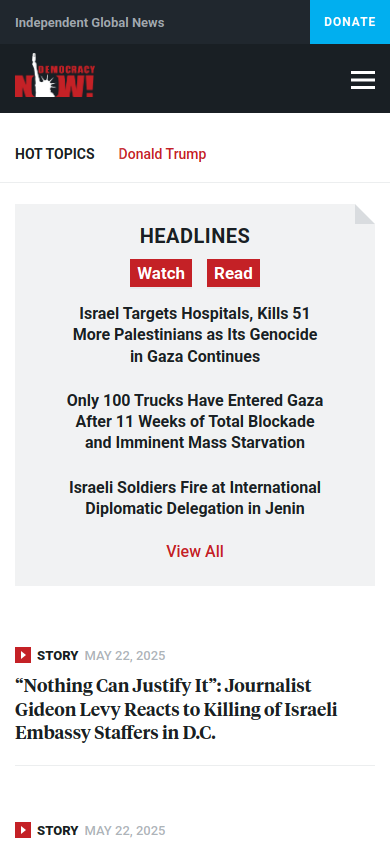 Independent Global News
DONATE
DEMOCRACY
NOW!
HOT TOPICS
Donald Trump
HEADLINES
Watch
Read
Israel Targets Hospitals, Kills 51
More Palestinians as Its Genocide
in Gaza Continues
Only 100 Trucks Have Entered Gaza
After 11 Weeks of Total Blockade
and Imminent Mass Starvation
Israeli Soldiers Fire at International
Diplomatic Delegation in Jenin
View All
STORY MAY 22, 2025
“Nothing Can Justify It”: Journalist
Gideon Levy Reacts to Killing of Israeli
Embassy Staffers in D.C.
STORY MAY 22, 2025